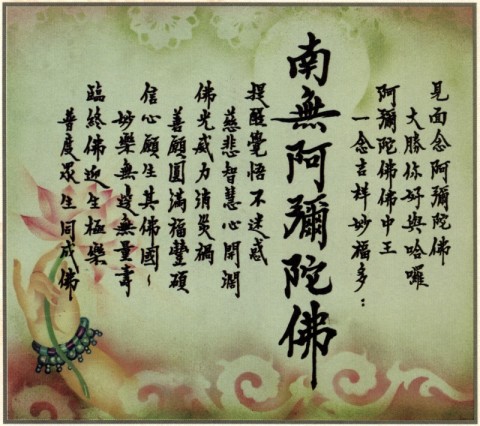 見面念阿彌陀佛
大勝你好與哈囉
阿彌陀佛佛中王
一念吉祥妙福多：
南無阿彌陀佛
提醒覺悟不迷惑
慈悲智慧心開濶
佛光威力消災禍
善願圓滿福豐碩
信心願生其佛國～
妙樂無邊無量壽
臨終佛迎生極樂
普度眾生同成佛